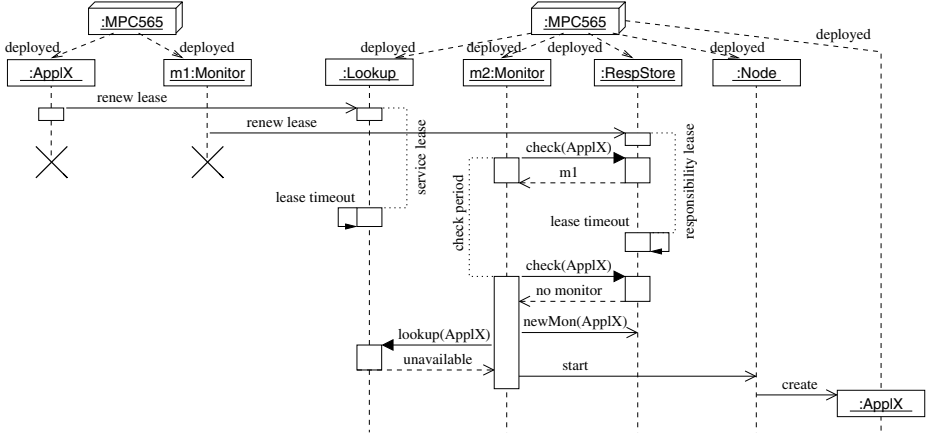 :MPC565
:MPC565
deployed
deployed
deployed
deployed
deployed
deployed
:ApplX
m1:Monitor
:Lookup
m2:Monitor
:RespStore
:Node
renew lease
renew lease
service lease
responsibility lease
check(ApplX)
m1
check period
lease timeout
lease timeout
check(ApplX)
no monitor
newMon(ApplX)
lookup(ApplX)
unavailable
start
create
:ApplX